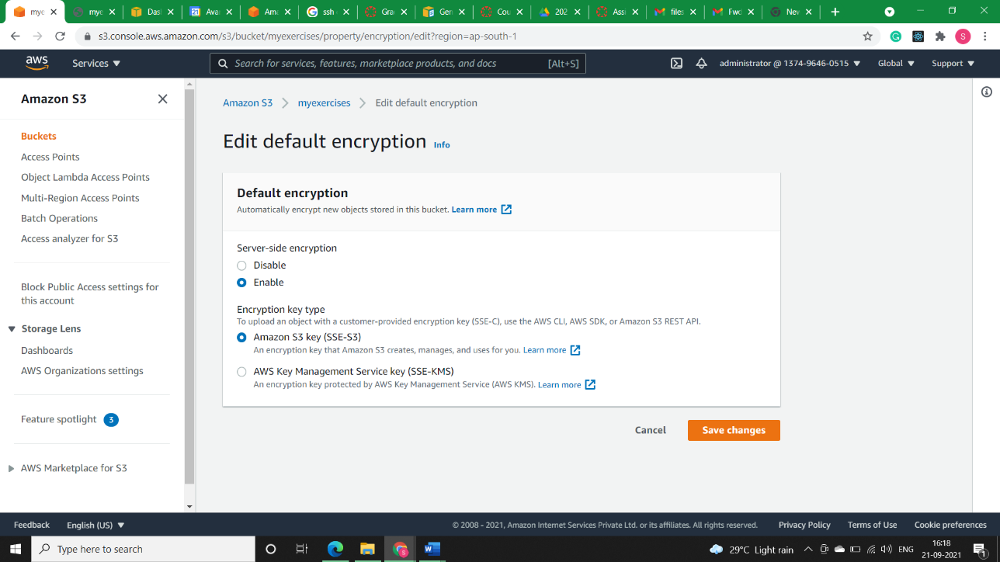 mye
mye
Das
21
Ava
Ama
ssh
Gra
Gen
Cou
202
Assi
files
Fwd
New
s3.console.aws.amazon.com/s3/bucket/myexercises/property/encryption/edit?region=ap-south-1
S
aws
Services
Search for services, features, marketplace products, and docs
[Alt+S]
administrator @ 1374-9646-0515
Global
Support
Amazon S3
Buckets
Access Points
Object Lambda Access Points
Multi-Region Access Points
Batch Operations
Access analyzer for S3
Block Public Access settings for
this account
Storage Lens
Dashboards
AWS Organizations settings
Feature spotlight 3
AWS Marketplace for S3
Amazon S3 > myexercises > Edit default encryption
Edit default encryption Info
Default encryption
Automatically encrypt new objects stored in this bucket. Learn more
Server-side encryption
Disable
Enable
Encryption key type
To upload an object with a customer-provided encryption key (SSE-C), use the AWS CLI, AWS SDK, or Amazon S3 REST API.
Amazon S3 key (SSE-S3)
An encryption key that Amazon S3 creates, manages, and uses for you. Learn more
AWS Key Management Service key (SSE-KMS)
An encryption key protected by AWS Key Management Service (AWS KMS). Learn more
Cancel
Save changes
Feedback
English (US)
© 2008 - 2021, Amazon Internet Services Private Ltd. or its affiliates. All rights reserved.
Privacy Policy
Terms of Use
Cookie preferences
Type here to search
29°C Light rain
ENG
16:18
21-09-2021
1